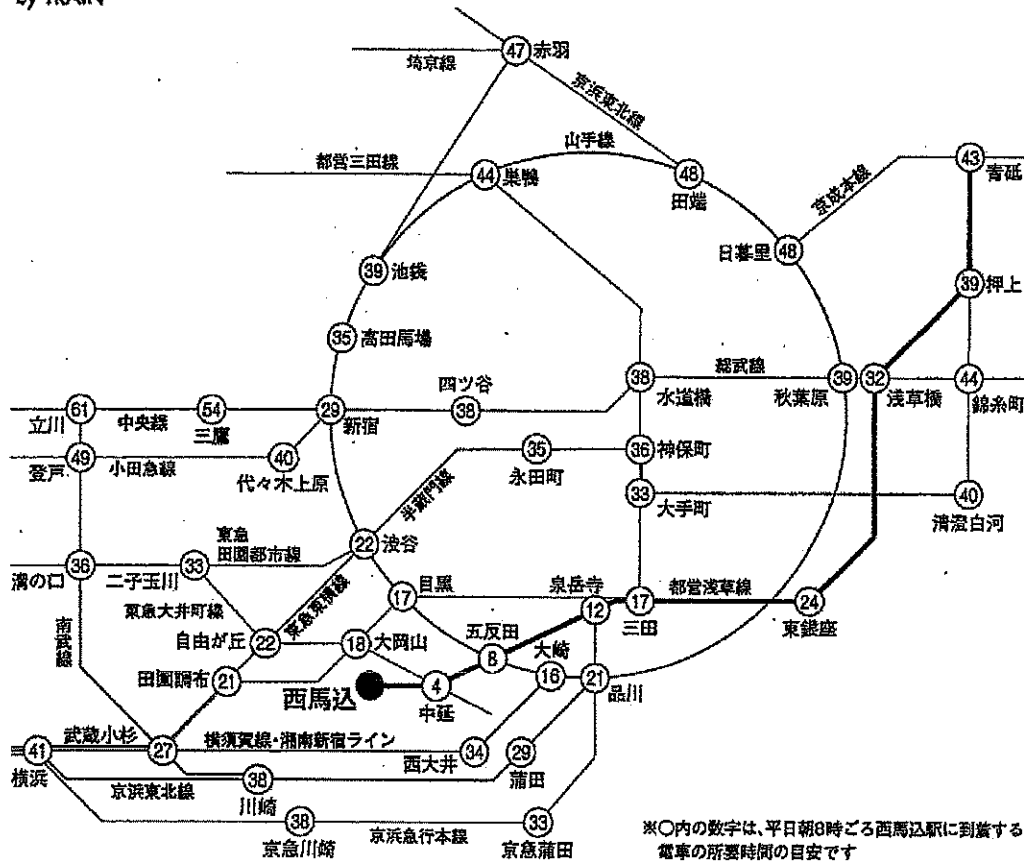 by TRAIN
47 赤羽
埼京線
京浜東北線
山手線
都営三田線
44 巣鴨
48
田端
43
青砥
京成本線
日暮里 48
39 池袋
39 押上
35 高田馬場
四ツ谷
38
38
水道橋
総武線
39
秋葉原
32
浅草橋
44
錦糸町
61
立川
中央線
54
三鷹
29
新宿
49
登戸
小田急線
40
代々木上原
35
永田町
36 神保町
33
大手町
40
清澄白河
半蔵門線
東急
田園都市線
22 渋谷
36
溝の口
33
二子玉川
東急大井町線
東急東横線
目黒
17
泉岳寺
12
17
三田
都営浅草線
24
東銀座
南武線
自由が丘 22
18 大岡山
五反田
8
大崎
16
21
品川
田園調布 21
西馬込
4
中延
41
横浜
武蔵小杉
27
横須賀線・湘南新宿ライン
34
西大井
29
蒲田
京浜東北線
38
川崎
38
京急川崎
京浜急行本線
33
京急蒲田
※○内の数字は、平日朝8時ごろ西馬込駅に到着する
電車の所要時間の目安です